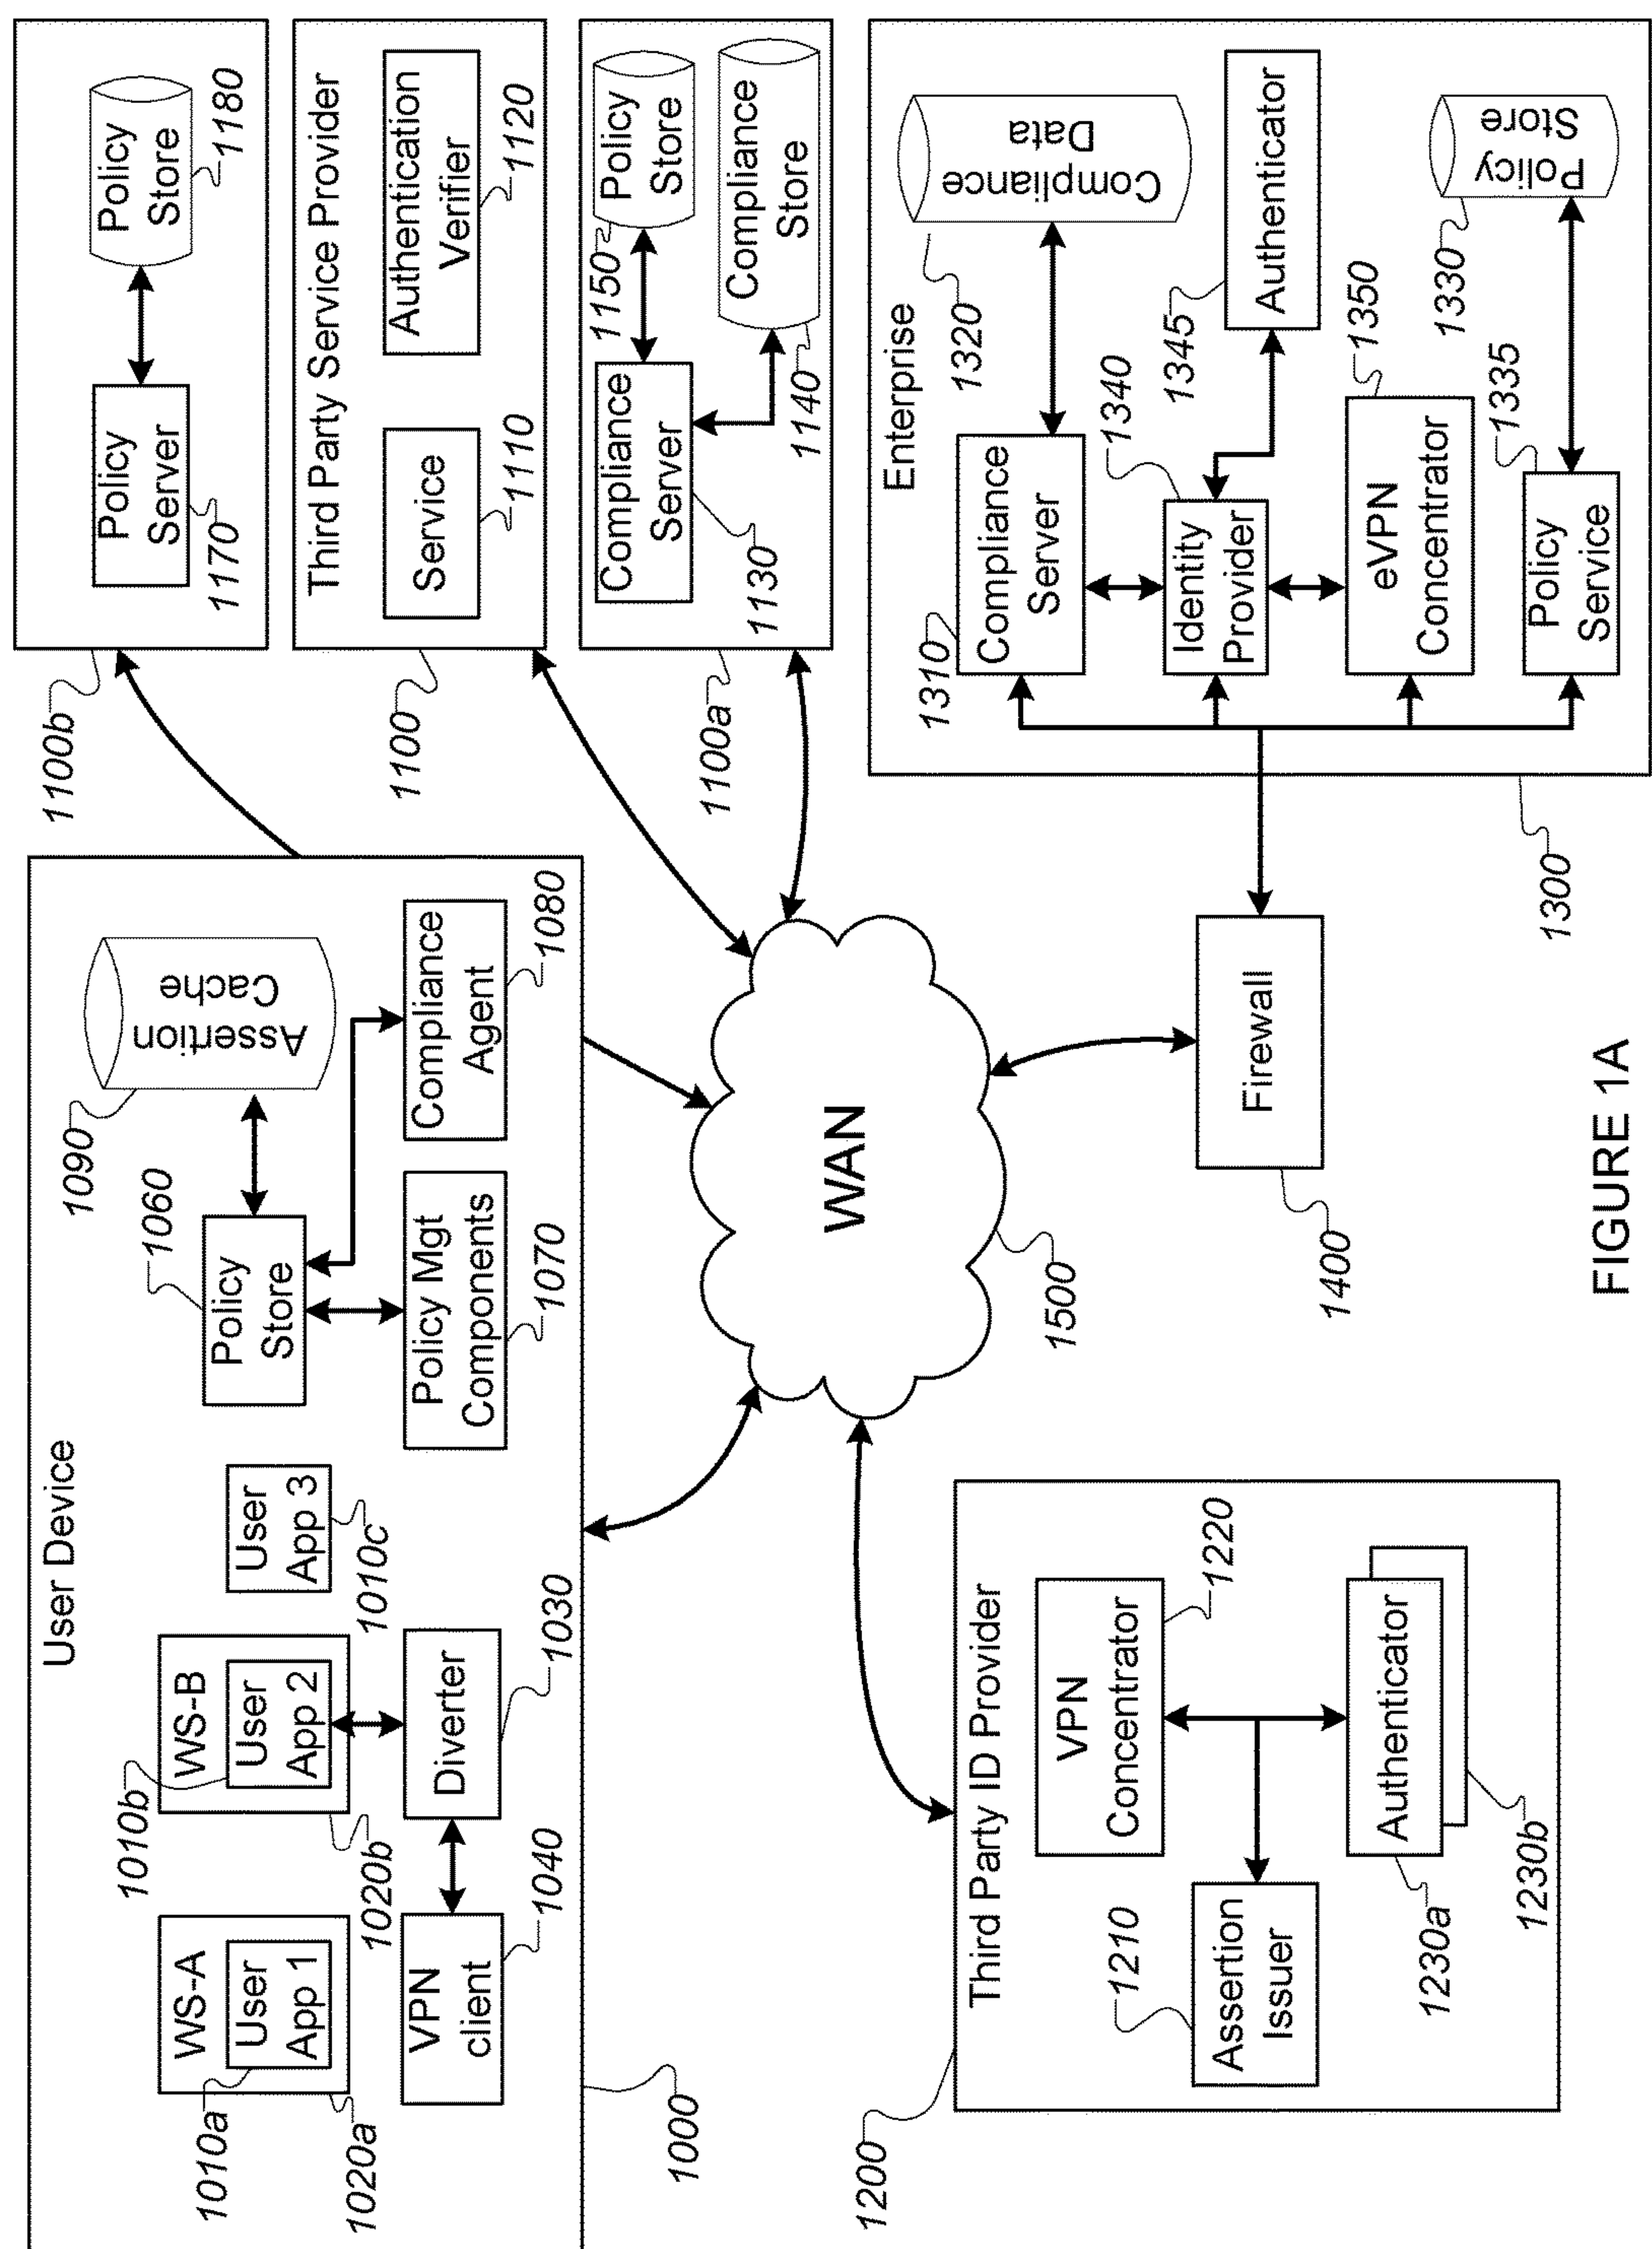 User Device
WS-A
User
App 1
1010a
1020a
WS-B
User
App 2
1010b
1020b
User
App 3
1010c
VPN
client
1040
Diverter
1030
Policy
Store
1060
Assertion
Cache
1090
Policy Mgt
Components
1070
Compliance
Agent
1080
1000
1100b
Policy
Server
1170
Policy
Store
1180
Third Party Service Provider
1100
Service
1110
Authentication
Verifier
1120
1100a
Compliance
Server
1130
1150
Policy
Store
Compliance
Store
1140
WAN
1500
Third Party ID Provider
1200
VPN
Concentrator
1220
1210
Assertion
Issuer
Authenticator
1230a
1230b
Firewall
1400
Enterprise
1300
1310
Compliance
Server
1320
Compliance
Data
Identity
Provider
1340
1345
Authenticator
eVPN
Concentrator
1350
Policy
Service
1335
1330
Policy
Store
FIGURE 1A